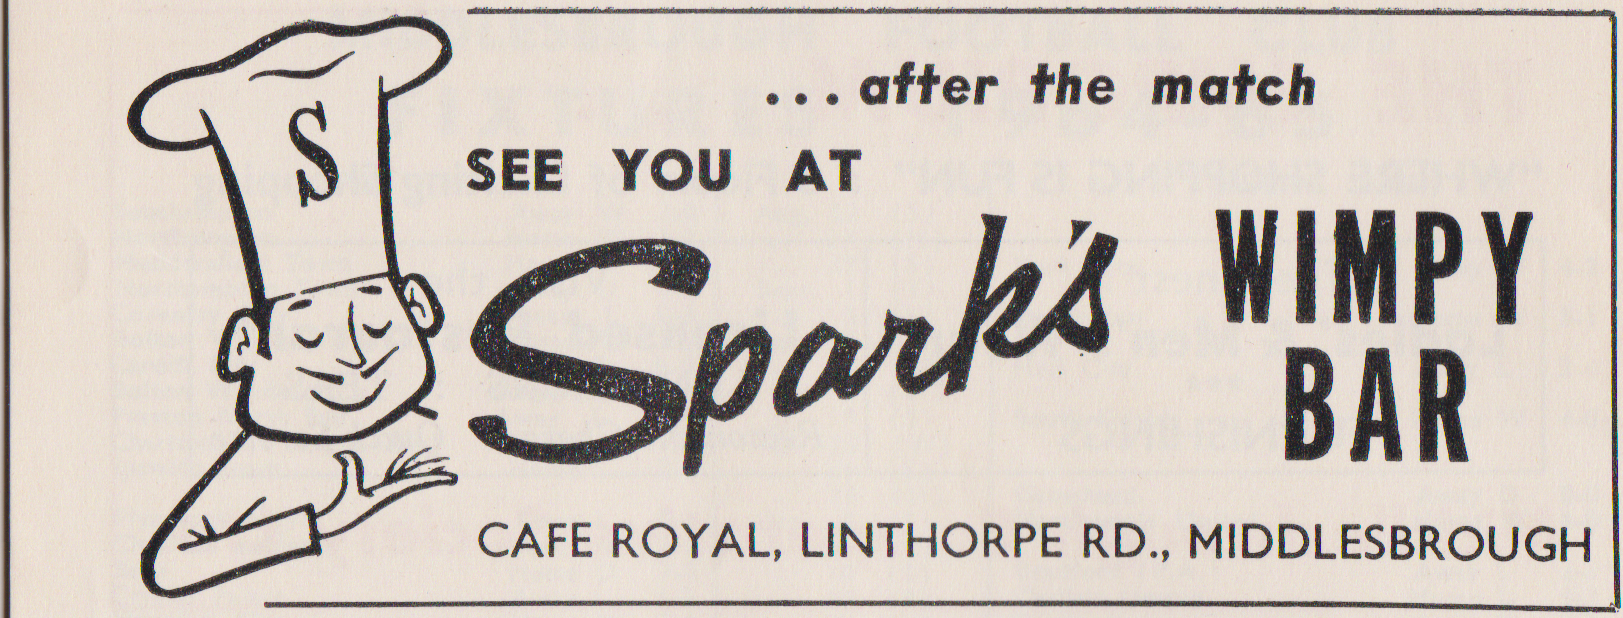 S
...after the match
SEE YOU AT
Spark's
WIMPY
BAR
CAFE ROYAL, LINTHORPE RD., MIDDLESBROUGH